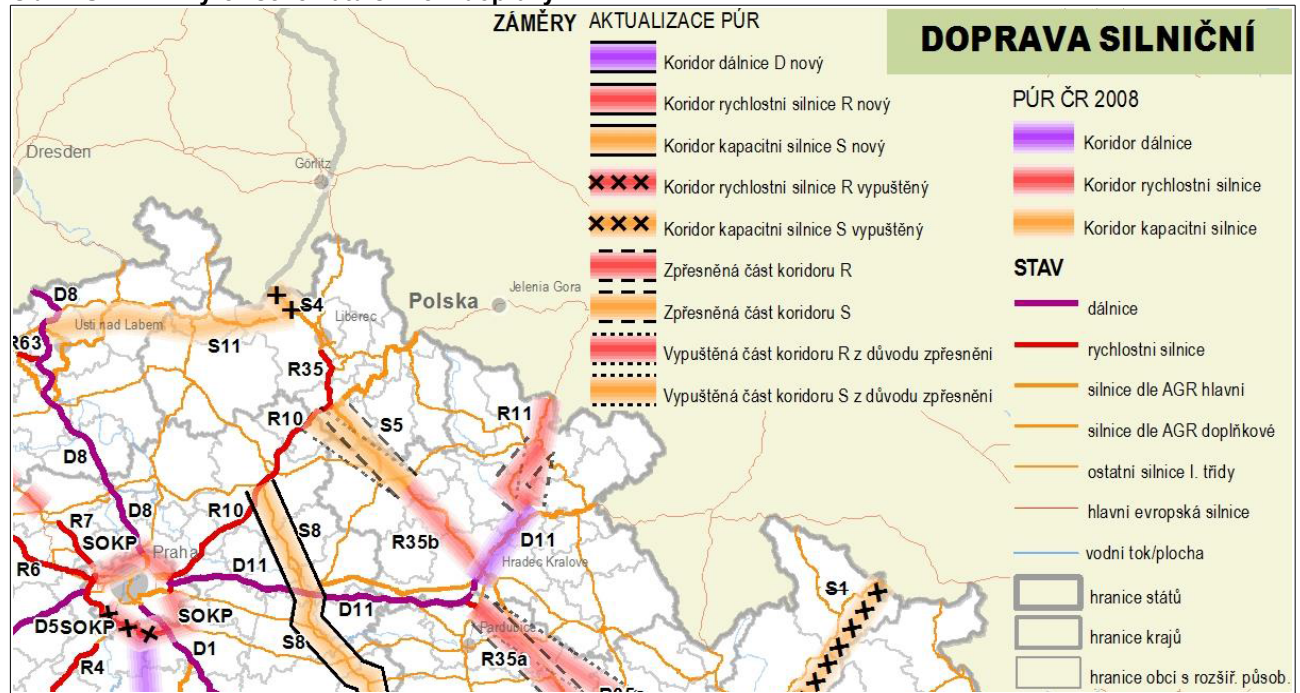 ZÁMĚRY
AKTUALIZACE PÚR
Koridor dálnice D nový
Koridor rychlostní silnice R nový
Koridor kapacitní silnice S nový
Koridor rychlostní silnice R vypuštěný
Koridor kapacitní silnice S vypuštěný
Zpřesněná část koridoru R
Zpřesněná část koridoru S
Vypuštěná část koridoru R z důvodu zpřesnění
Vypuštěná část koridoru S z důvodu zpřesnění
DOPRAVA SILNIČNÍ
PÚR ČR 2008
Koridor dálnice
Koridor rychlostní silnice
Koridor kapacitní silnice
STAV
dálnice
rychlostní silnice
silnice dle AGR hlavní
silnice dle AGR doplňkové
ostatní silnice I. třídy
hlavní evropská silnice
vodní tok/plocha
hranice států
hranice krajů
hranice obcí s rozšíř. působ.
Dresden
Görlitz
Jelenia Gora
Polska
D8
S4
Liberec
Usti nad Labem
R63
S11
R35
R10
S5
R11
D8
R7
D8
R10
S8
SOKP
Praha
R35b
D11
R6
D11
Hradec Kralove
D11
S1
SOKP
D5
SOKP
Pardubice
D1
S8
R4
R35a